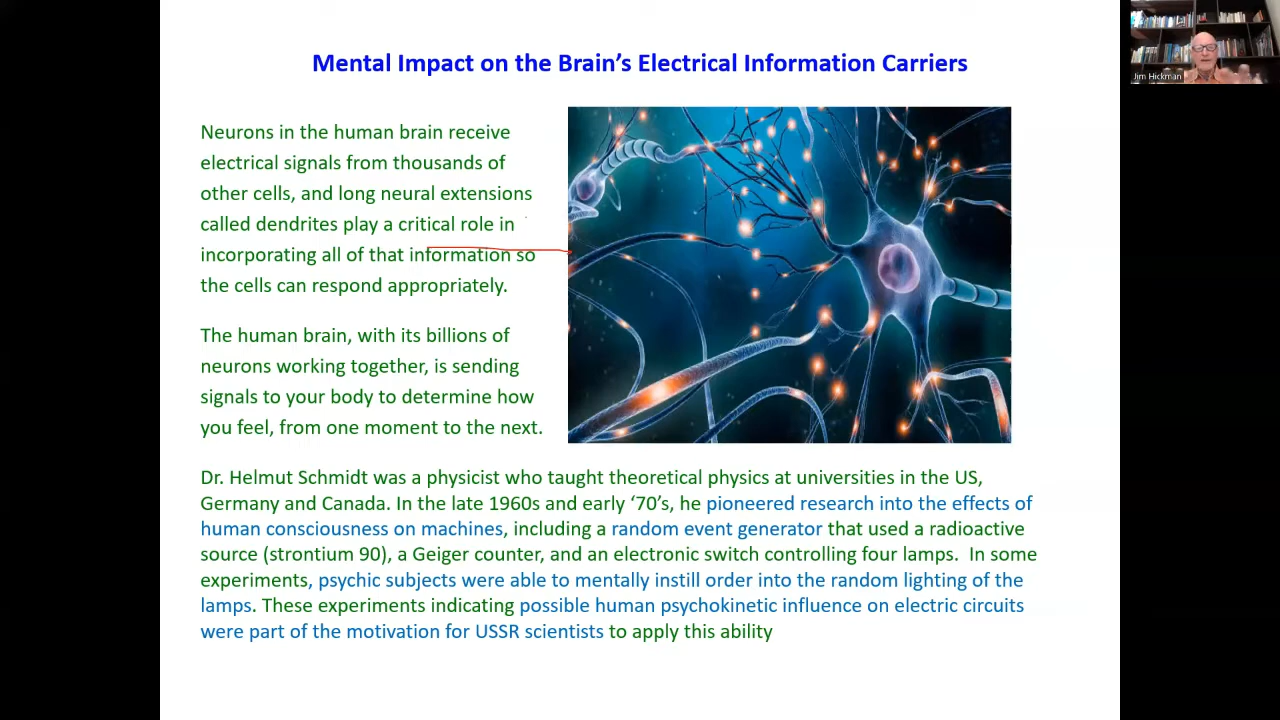 Mental Impact on the Brain’s Electrical Information Carriers
Jim Hickman
Neurons in the human brain receive
electrical signals from thousands of
other cells, and long neural extensions
called dendrites play a critical role in
incorporating all of that information so
the cells can respond appropriately.
The human brain, with its billions of
neurons working together, is sending
signals to your body to determine how
you feel, from one moment to the next.
Dr. Helmut Schmidt was a physicist who taught theoretical physics at universities in the US,
Germany and Canada. In the late 1960s and early ‘70’s, he pioneered research into the effects of
human consciousness on machines, including a random event generator that used a radioactive
source (strontium 90), a Geiger counter, and an electronic switch controlling four lamps.  In some
experiments, psychic subjects were able to mentally instill order into the random lighting of the
lamps. These experiments indicating possible human psychokinetic influence on electric circuits
were part of the motivation for USSR scientists to apply this ability